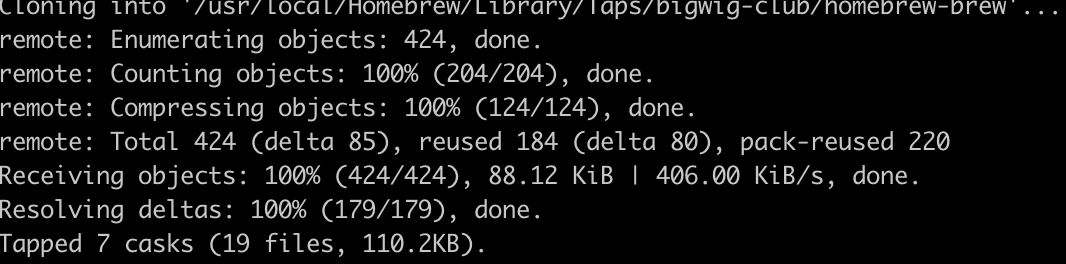 Cloning into '/usr/local/Homebrew/Library/Taps/bigwig-club/homebrew-brew'...
remote: Enumerating objects: 424, done.
remote: Counting objects: 100% (204/204), done.
remote: Compressing objects: 100% (124/124), done.
remote: Total 424 (delta 85), reused 184 (delta 80), pack-reused 220
Receiving objects: 100% (424/424), 88.12 KiB | 406.00 KiB/s, done.
Resolving deltas: 100% (179/179), done.
Tapped 7 casks (19 files, 110.2KB).